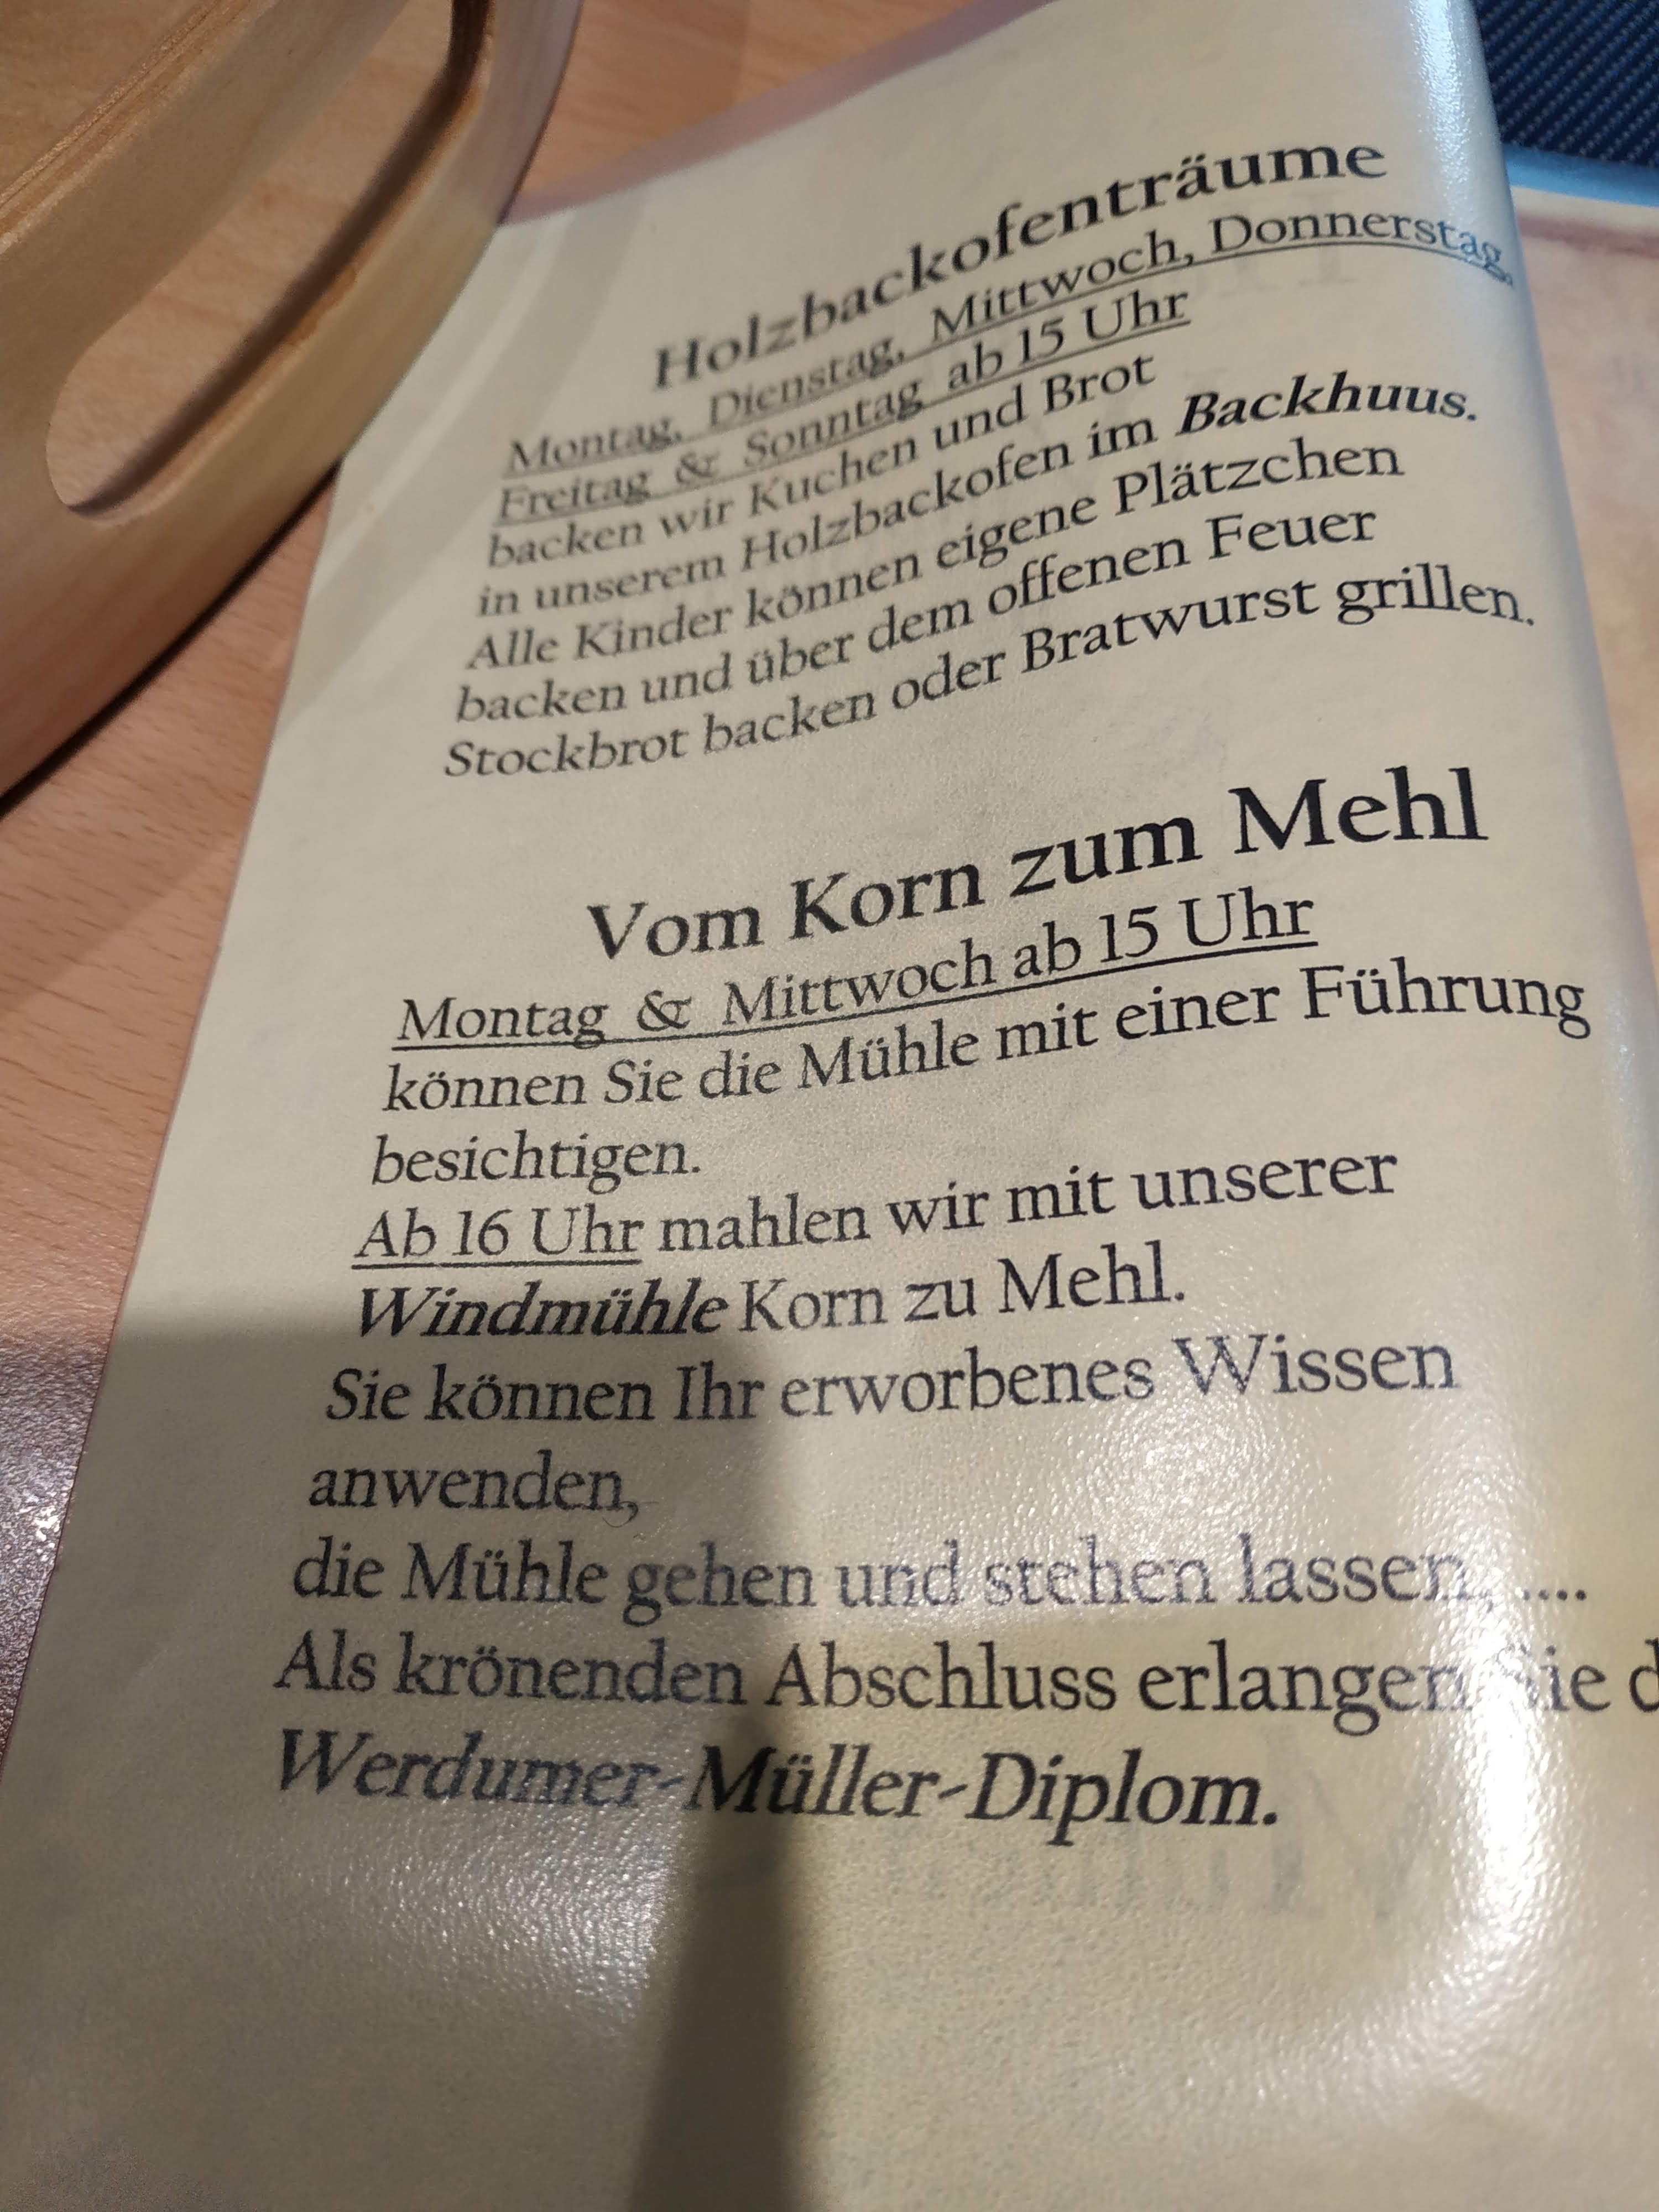 Holzbackofenträume
Montag, Dienstag, Mittwoch, Donnerstag,
Freitag & Sonntag ab 15 Uhr
backen wir Kuchen und Brot
in unserem Holzbackofen im Backhuus.
Alle Kinder können eigene Plätzchen
backen und über dem offenen Feuer
Stockbrot backen oder Bratwurst grillen.
Vom Korn zum Mehl
Montag & Mittwoch ab 15 Uhr
können Sie die Mühle mit einer Führung
besichtigen.
Ab 16 Uhr mahlen wir mit unserer
Windmühle Korn zu Mehl.
Sie können Ihr erworbenes Wissen
anwenden,
die Mühle gehen und stehen lassen, ....
Als krönenden Abschluss erlangen Sie d
Werdumer-Müller-Diplom.